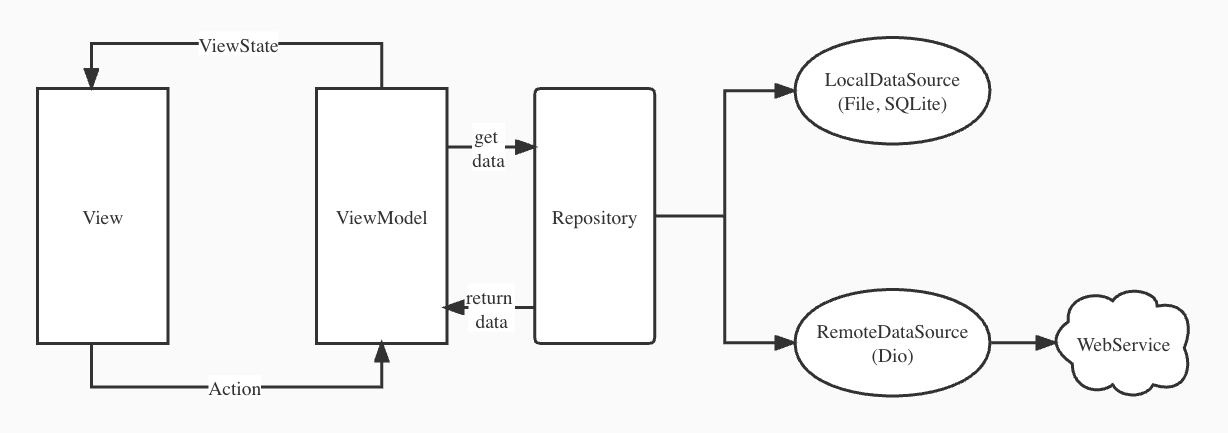 ViewState
LocalDataSource
(File, SQLite)
get
data
View
ViewModel
Repository
return
data
RemoteDataSource
(Dio)
WebService
Action